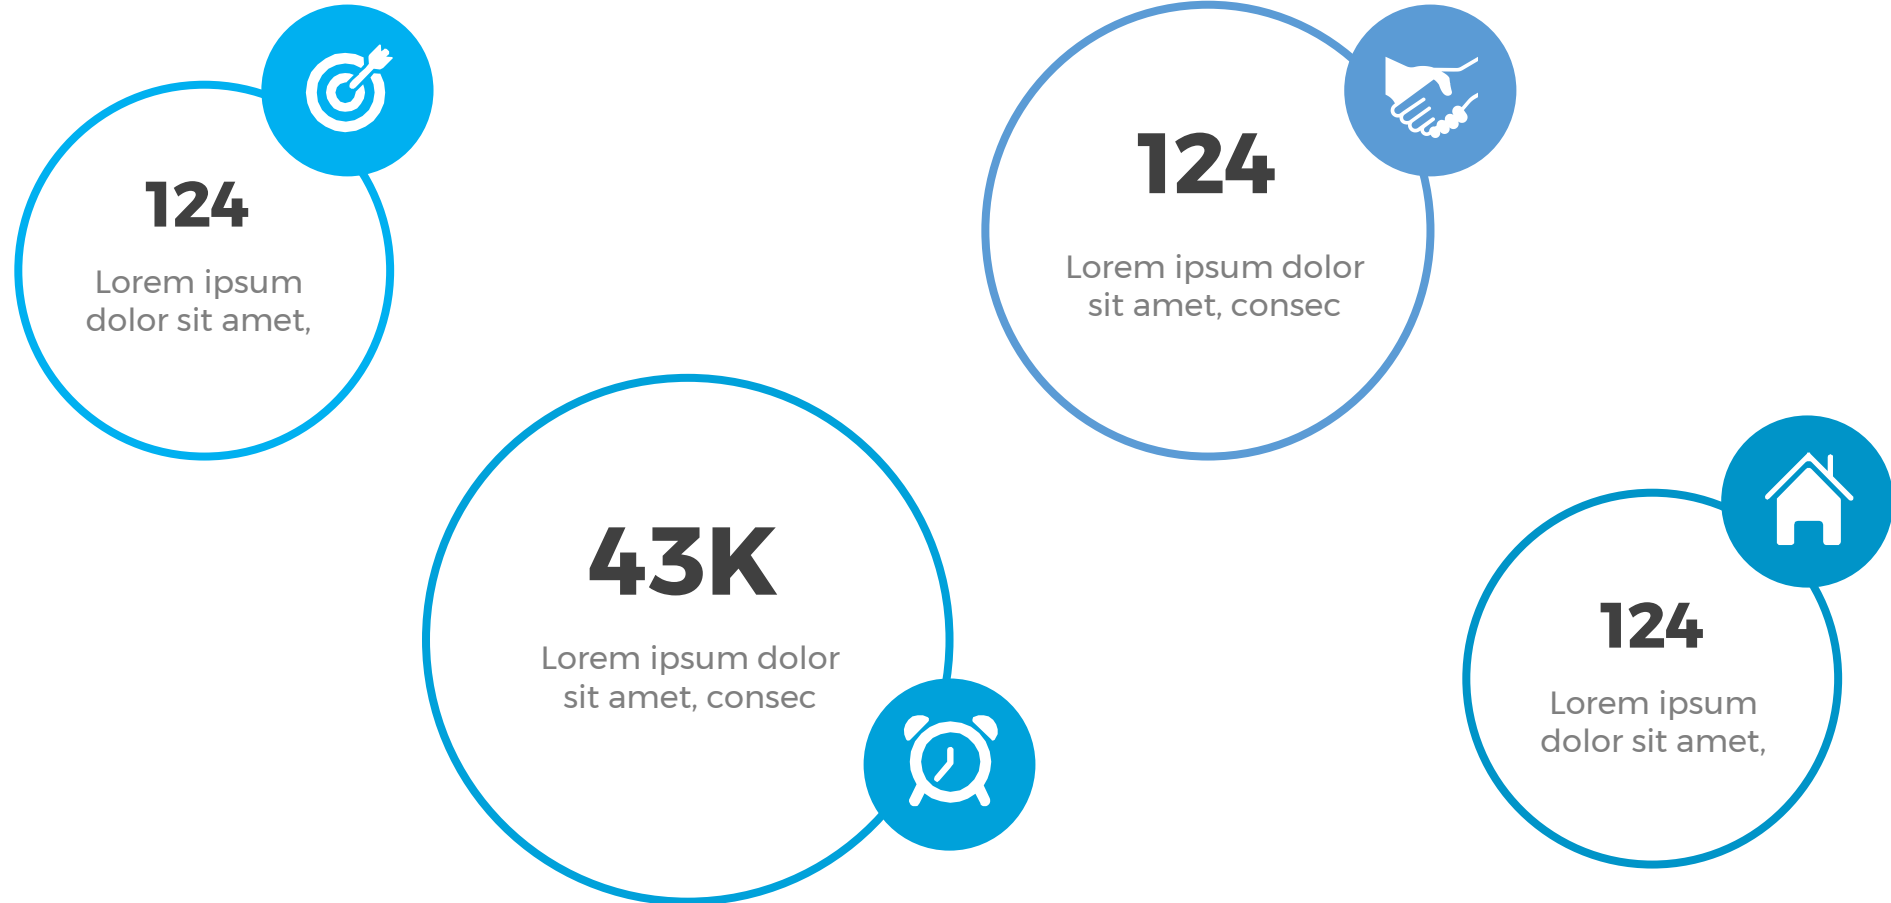 124
Lorem ipsum
dolor sit amet,
43K
Lorem ipsum dolor
sit amet, consec
124
Lorem ipsum dolor
sit amet, consec
124
Lorem ipsum
dolor sit amet,